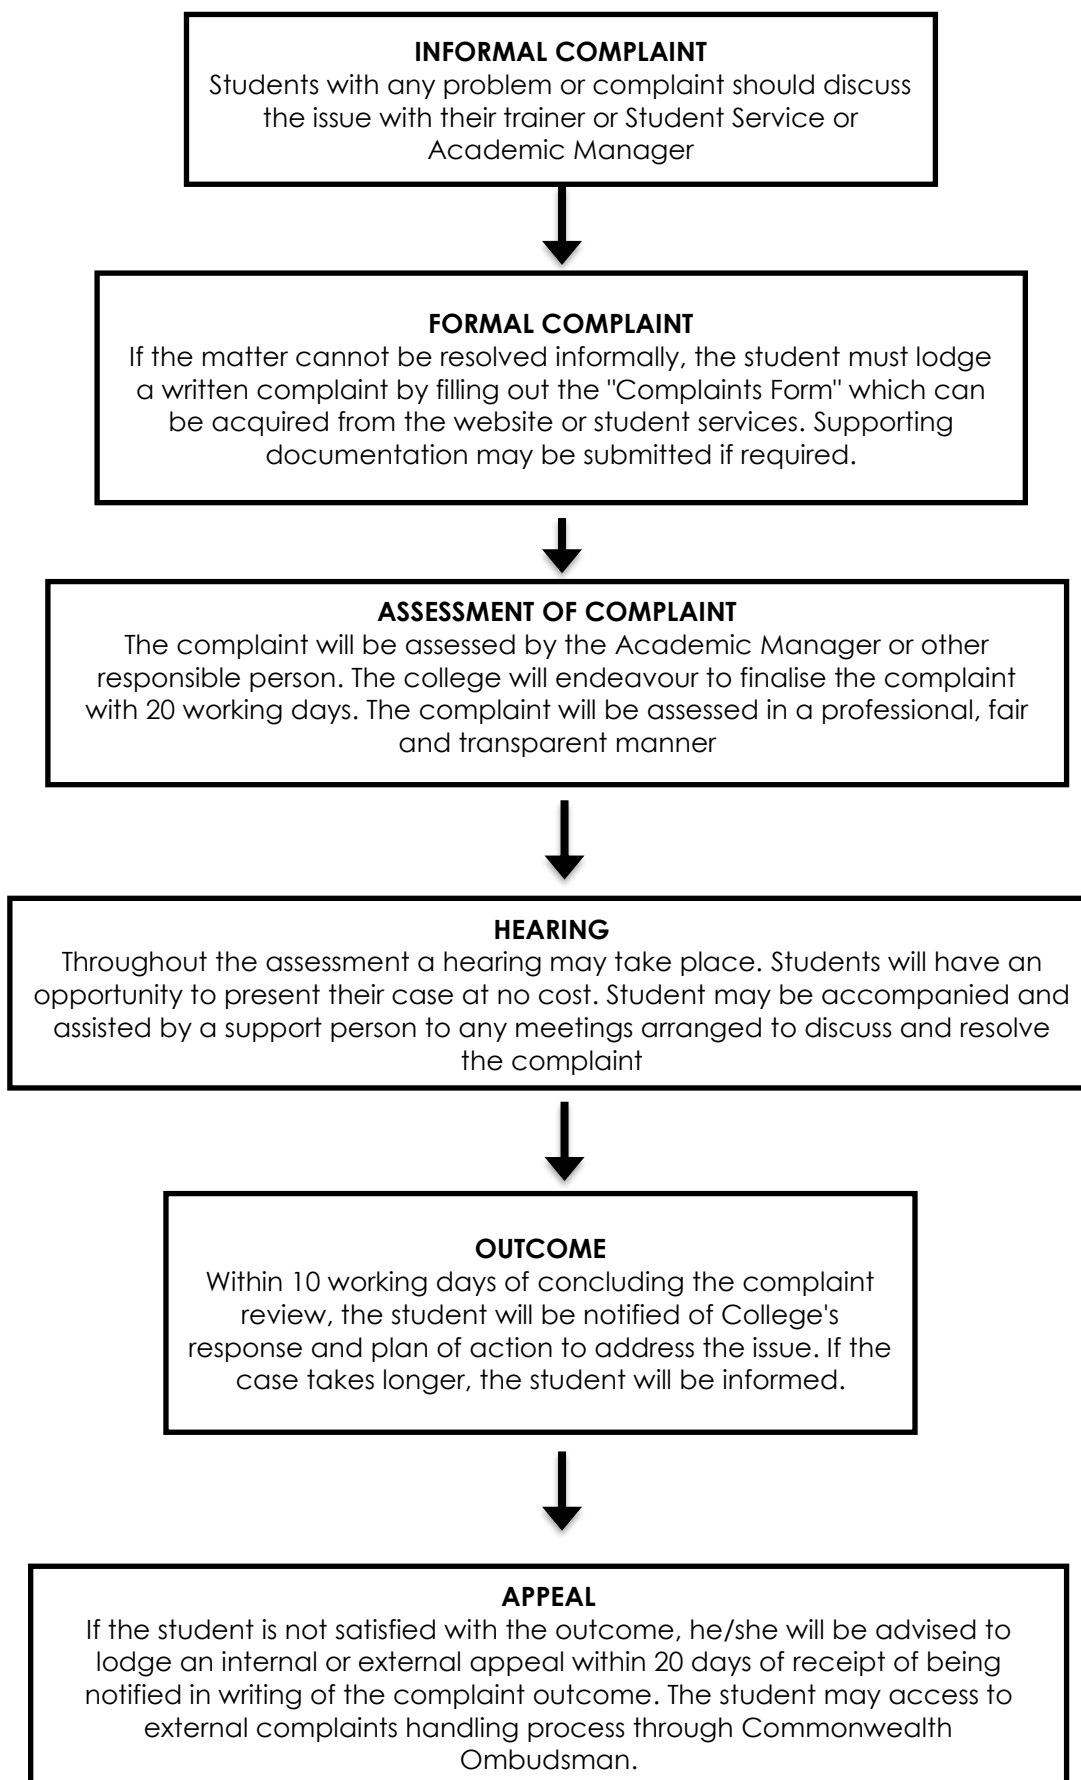 INFORMAL COMPLAINT
Students with any problem or complaint should discuss
the issue with their trainer or Student Service or
Academic Manager
FORMAL COMPLAINT
If the matter cannot be resolved informally, the student must lodge
a written complaint by filling out the "Complaints Form" which can
be acquired from the website or student services. Supporting
documentation may be submitted if required.
ASSESSMENT OF COMPLAINT
The complaint will be assessed by the Academic Manager or other
responsible person. The college will endeavour to finalise the complaint
with 20 working days. The complaint will be assessed in a professional, fair
and transparent manner
HEARING
Throughout the assessment a hearing may take place. Students will have an
opportunity to present their case at no cost. Student may be accompanied and
assisted by a support person to any meetings arranged to discuss and resolve
the complaint
OUTCOME
Within 10 working days of concluding the complaint
review, the student will be notified of College's
response and plan of action to address the issue. If the
case takes longer, the student will be informed.
APPEAL
If the student is not satisfied with the outcome, he/she will be advised to
lodge an internal or external appeal within 20 days of receipt of being
notified in writing of the complaint outcome. The student may access to
external complaints handling process through Commonwealth
Ombudsman.